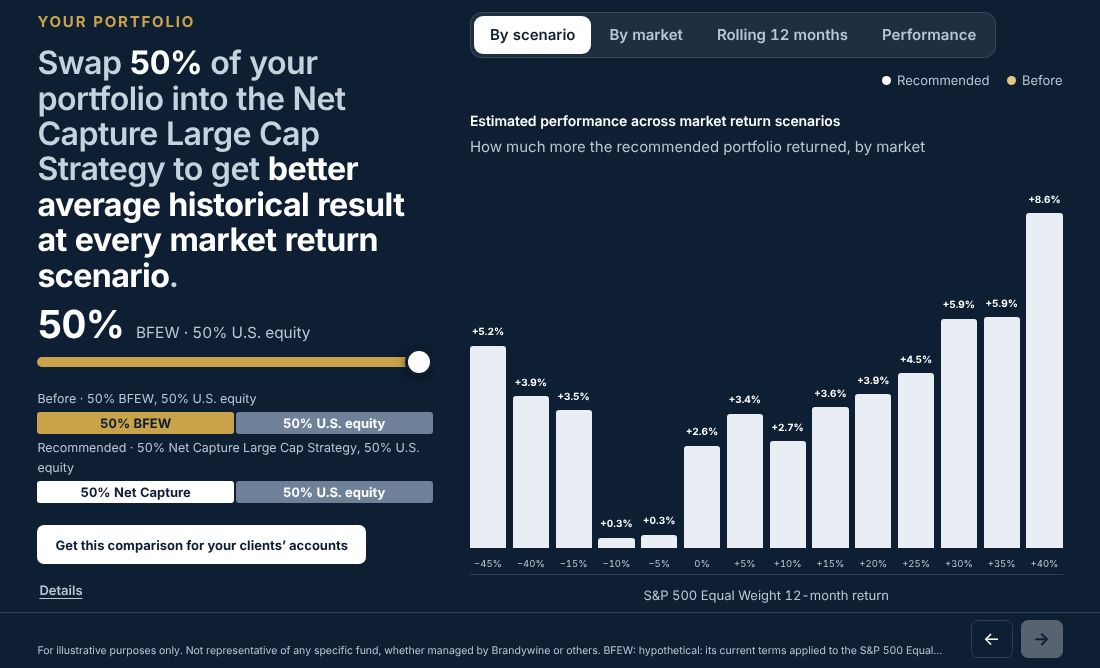 YOUR PORTFOLIO
Swap 50% of your
portfolio into the Net
Capture Large Cap
Strategy to get better
average historical result
at every market return
scenario.
50% BFEW · 50% U.S. equity
Before · 50% BFEW, 50% U.S. equity
50% BFEW 50% U.S. equity
Recommended · 50% Net Capture Large Cap Strategy, 50% U.S.
equity
50% Net Capture 50% U.S. equity
Get this comparison for your clients’ accounts
Details
By scenario By market Rolling 12 months Performance
Recommended Before
Estimated performance across market return scenarios
How much more the recommended portfolio returned, by market
+5.2% +3.9% +3.5% +0.3% +0.3% +2.6% +3.4% +2.7% +3.6% +3.9% +4.5% +5.9% +5.9% +8.6%
−45% −40% −15% −10% −5% 0% +5% +10% +15% +20% +25% +30% +35% +40%
S&P 500 Equal Weight 12-month return
For illustrative purposes only. Not representative of any specific fund, whether managed by Brandywine or others. BFEW: hypothetical: its current terms applied to the S&P 500 Equal...